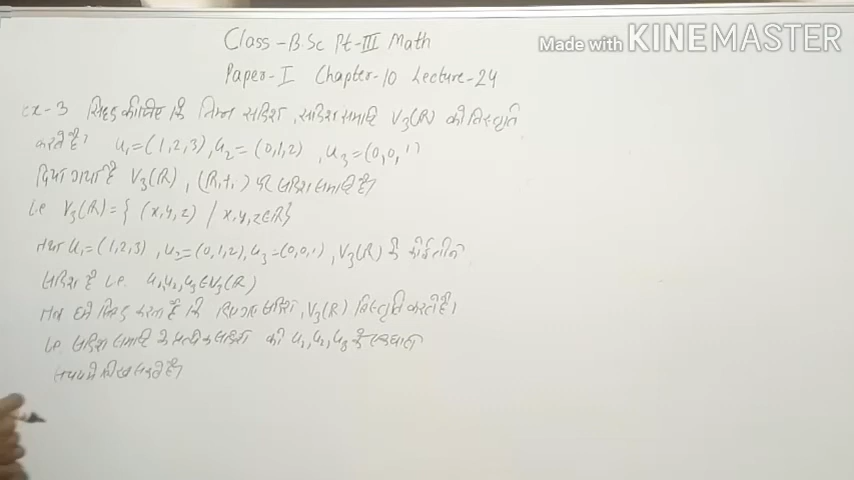 Class-BSc Pt-III Math
Made with KINEMASTER
Paper-I Chapter-10 Lecture-24
Ex-3 सिद्ध कीजिए कि निम्न सदिश, सदिश समष्टि V₃(R) को विस्तृति
करते हैं? u₁=(1,2,3), u₂=(0,1,2), u₃=(0,0,1)
दिया गया है V₃(R), (R,+,·) पर सदिश समष्टि है।
i.e V₃(R)={(x,y,z) / x,y,z∈R}
तथा u₁=(1,2,3), u₂=(0,1,2), u₃=(0,0,1), V₃(R) के कोई तीन
सदिश हैं i.e. u₁,u₂,u₃∈V₃(R)
तब हमें सिद्ध करना है कि दिए गए सदिश, V₃(R) विस्तृति करते हैं।
i.e सदिश समष्टि के प्रत्येक सदिश को u₁,u₂,u₃ के एकघात
में लिख सकते हैं।